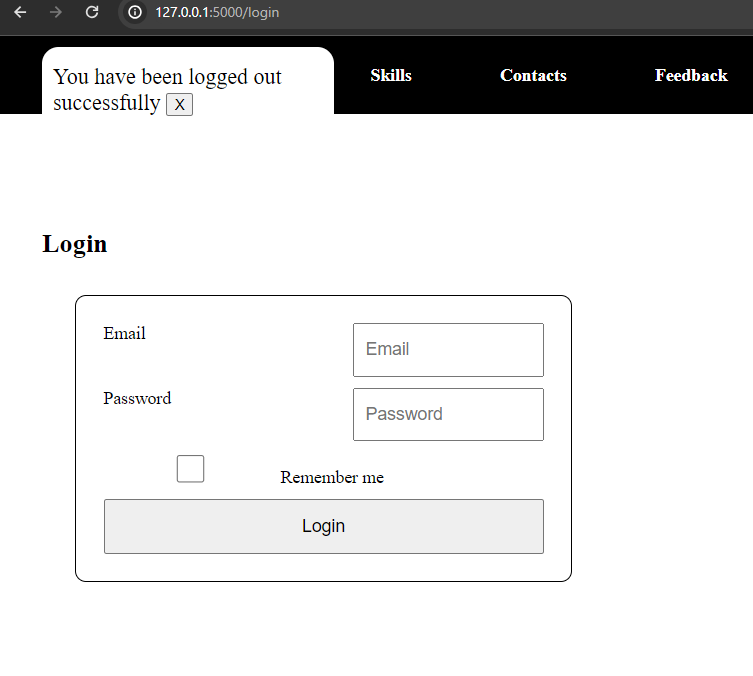 127.0.0.1:5000/login
You have been logged out
successfully X
Skills Contacts Feedback
Login
Email Email
Password Password
Remember me
Login